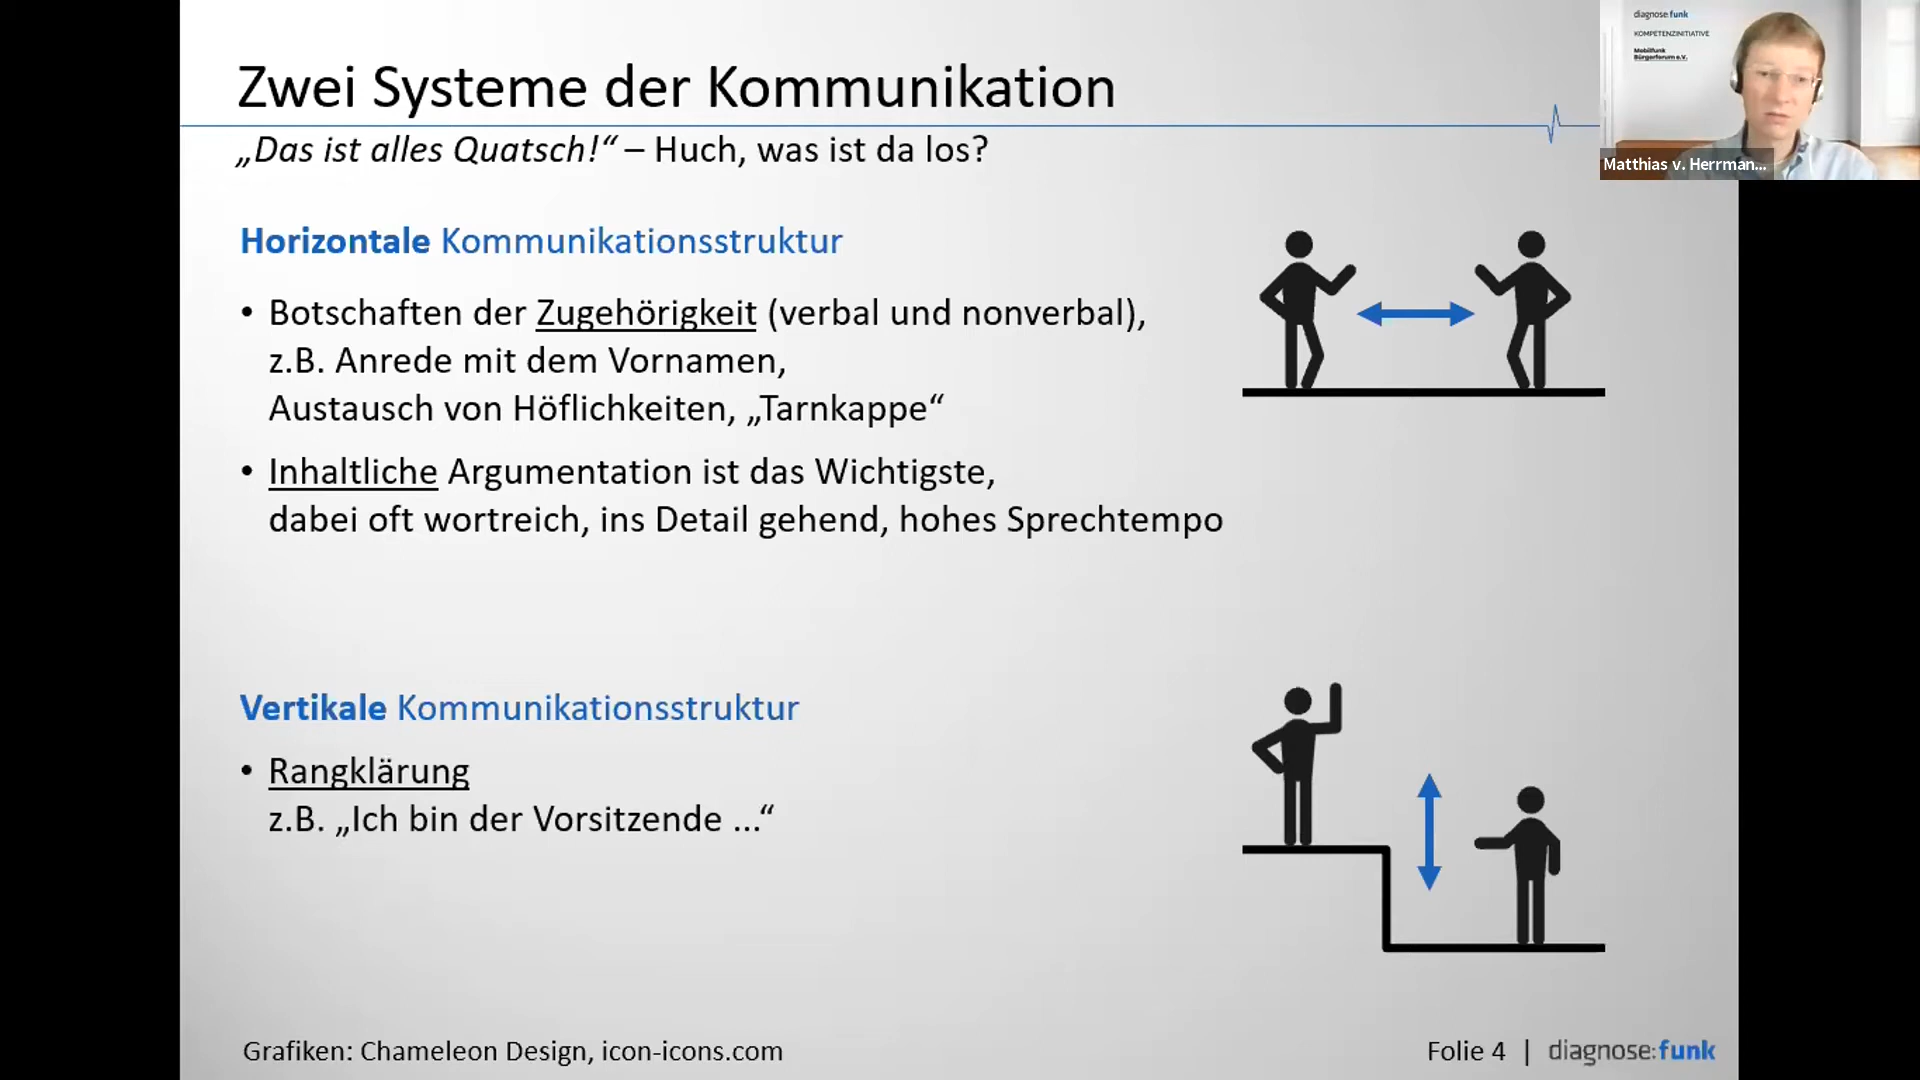 Zwei Systeme der Kommunikation
„Das ist alles Quatsch!“ – Huch, was ist da los?
diagnose:funk
KOMPETENZINITIATIVE
Mobilfunk
Bürgerforum e.V.
Matthias v. Herrman...
Horizontale Kommunikationsstruktur
• Botschaften der Zugehörigkeit (verbal und nonverbal),
z.B. Anrede mit dem Vornamen,
Austausch von Höflichkeiten, „Tarnkappe“
• Inhaltliche Argumentation ist das Wichtigste,
dabei oft wortreich, ins Detail gehend, hohes Sprechtempo
Vertikale Kommunikationsstruktur
• Rangklärung
z.B. „Ich bin der Vorsitzende ...“
Grafiken: Chameleon Design, icon-icons.com
Folie 4 | diagnose:funk